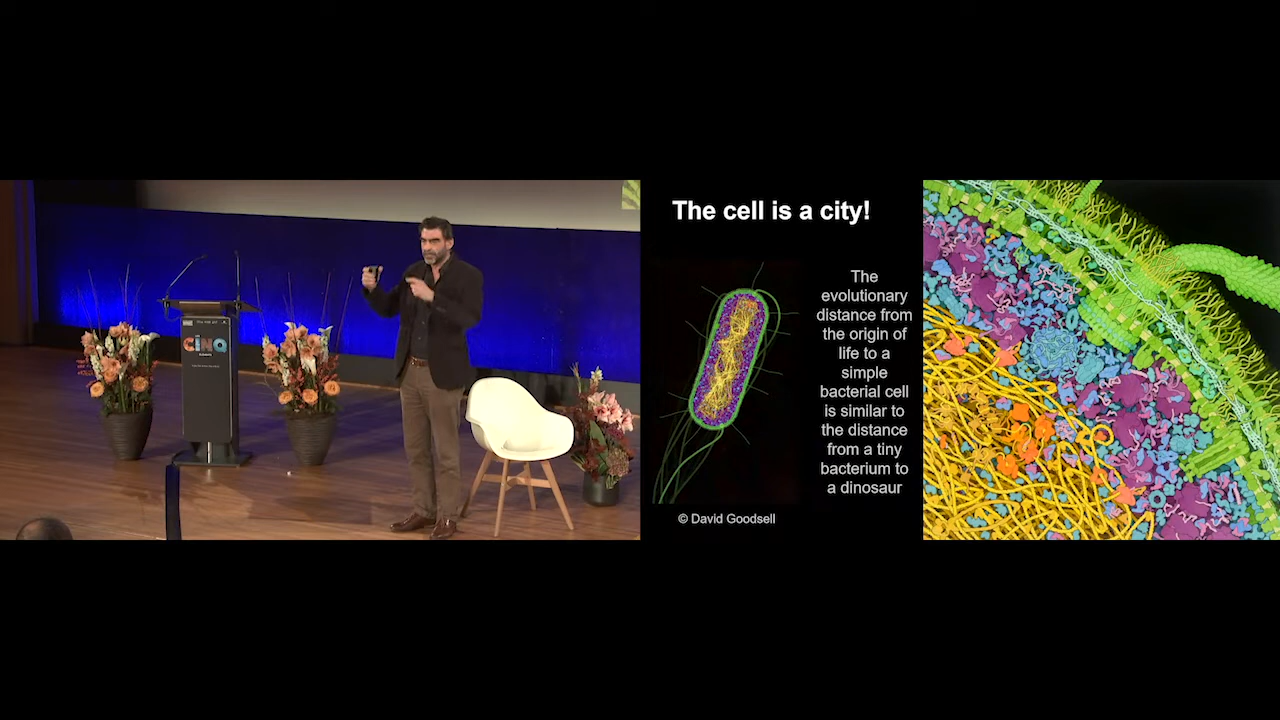 CiNQ
The cell is a city!
The
evolutionary
distance from
the origin of
life to a
simple
bacterial cell
is similar to
the distance
from a tiny
bacterium to
a dinosaur
© David Goodsell